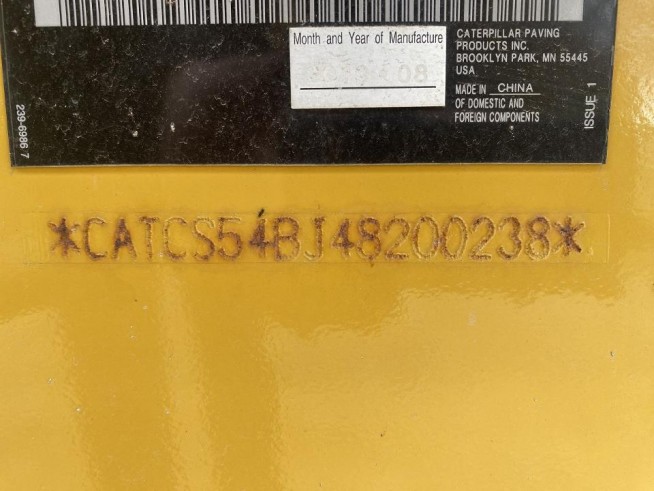 Month and Year of Manufacture
08
CATERPILLAR PAVING
PRODUCTS INC.
BROOKLYN PARK, MN 55445
USA
MADE IN CHINA
OF DOMESTIC AND
FOREIGN COMPONENTS
ISSUE 1
239-6986 7
*CATCS54BJ48200238*